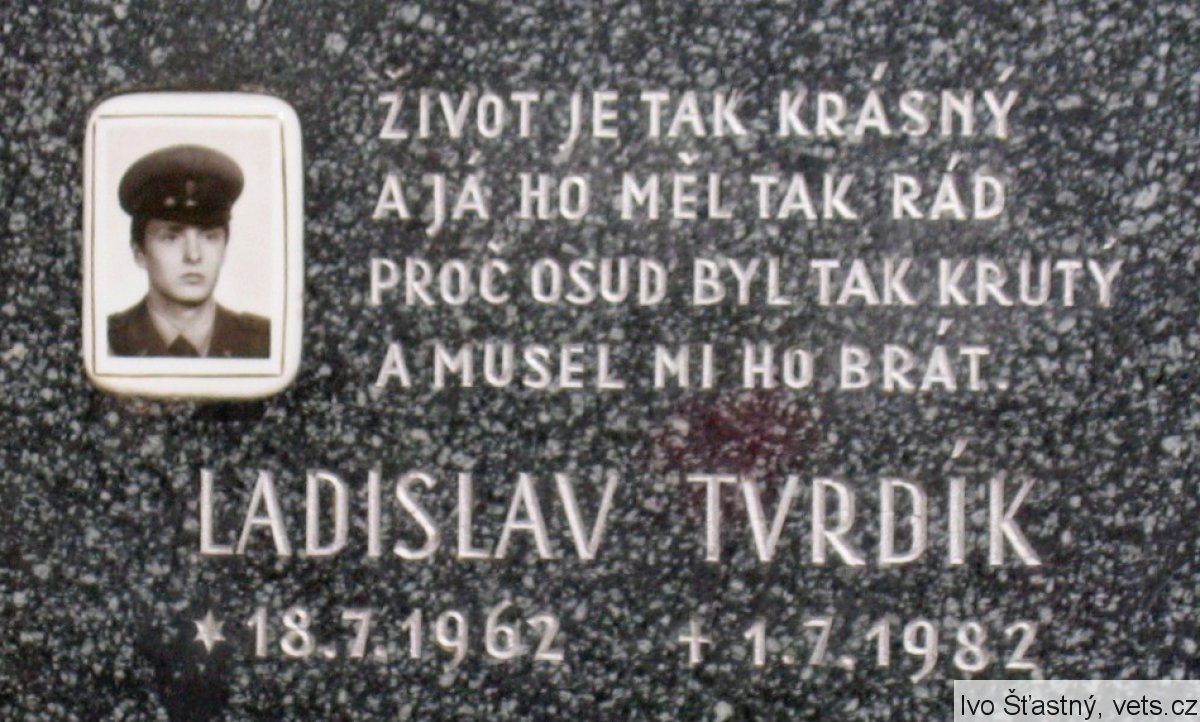 ŽIVOT JE TAK KRÁSNÝ
A JÁ HO MĚL TAK RÁD
PROČ OSUD BYL TAK KRUTÝ
A MUSEL MI HO BRÁT.
LADISLAV TVRDÍK
* 18.7.1962 † 1.7.1982
Ivo Šťastný, vets.cz